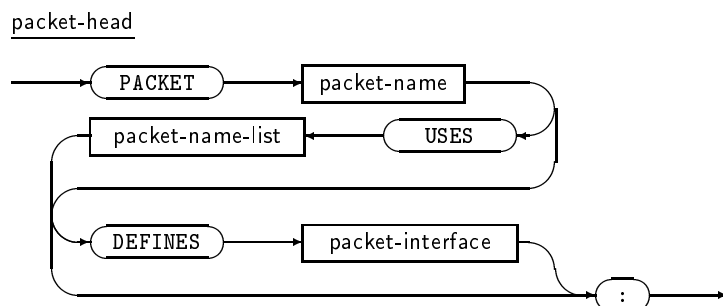 packet-head
PACKET packet-name
packet-name-list USES
DEFINES packet-interface
: